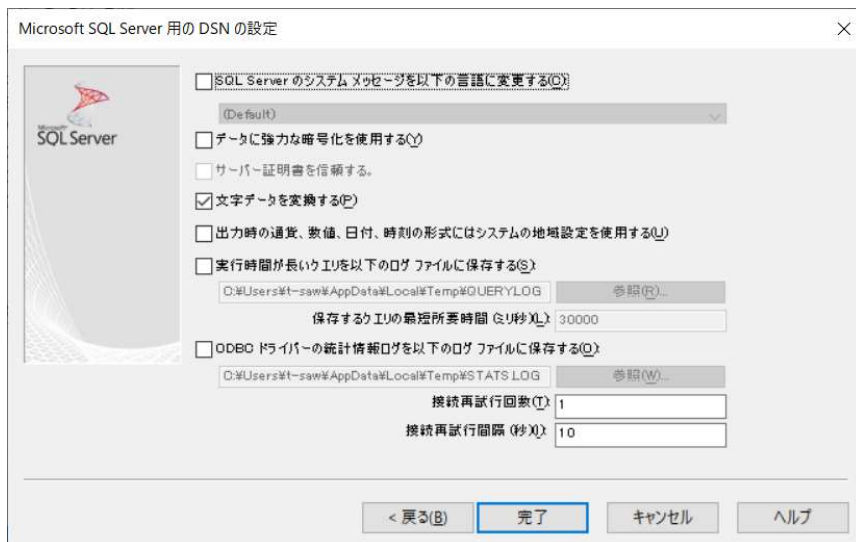 Microsoft SQL Server 用の DSN の設定
SQL Server のシステム メッセージを以下の言語に変更する(C):
(Default)
Microsoft
SQL Server
データに強力な暗号化を使用する(Y)
サーバー証明書を信頼する。
文字データを変換する(P)
出力時の通貨、数値、日付、時刻の形式にはシステムの地域設定を使用する(U)
実行時間が長いクエリを以下のログ ファイルに保存する(S):
C:¥Users¥t-saw¥AppData¥Local¥Temp¥QUERYLOG
参照(R)...
保存するクエリの最短所要時間 (ミリ秒)(L):
30000
ODBC ドライバーの統計情報ログを以下のログ ファイルに保存する(O):
C:¥Users¥t-saw¥AppData¥Local¥Temp¥STATS.LOG
参照(W)...
接続再試行回数(T):
1
接続再試行間隔 (秒)(I):
10
< 戻る(B)
完了
キャンセル
ヘルプ